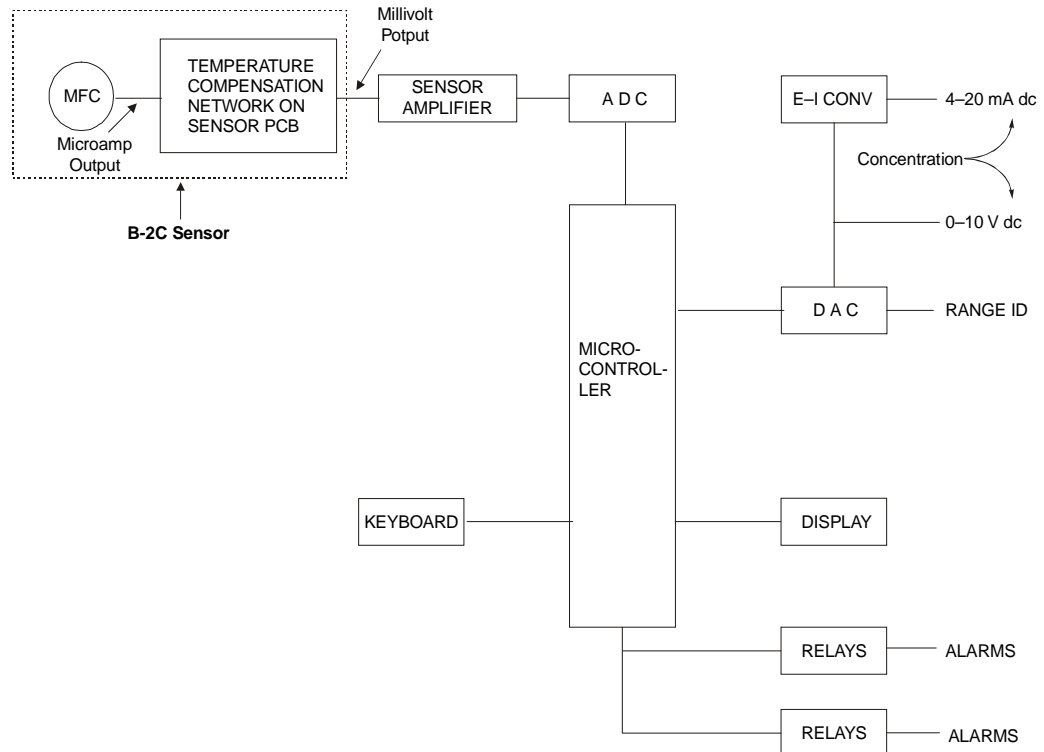 Millivolt
Potput
MFC
TEMPERATURE
COMPENSATION
NETWORK ON
SENSOR PCB
Microamp
Output
B-2C Sensor
SENSOR
AMPLIFIER
A D C
E–I CONV
4–20 mA dc
Concentration
0–10 V dc
D A C
RANGE ID
MICRO-
CONTROL-
LER
KEYBOARD
DISPLAY
RELAYS
ALARMS
RELAYS
ALARMS